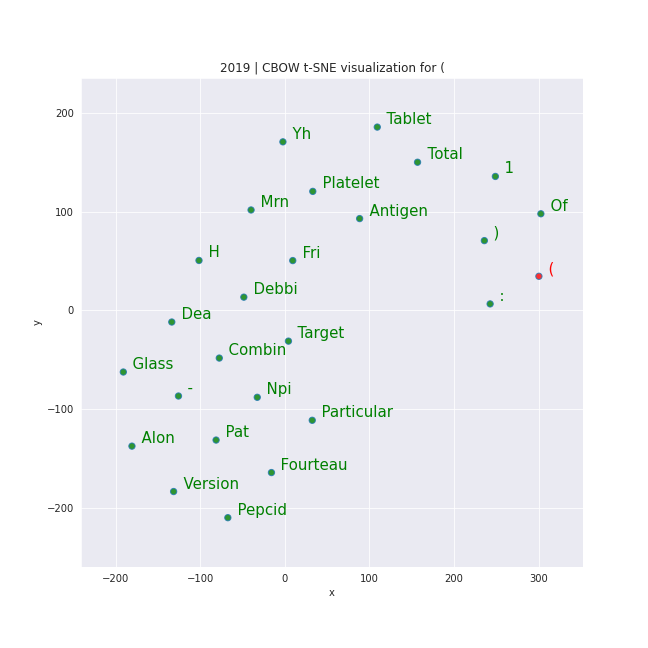 2019 | CBOW t-SNE visualization for (
200
Tablet
Yh
Total
1
Platelet
Mrn
Of
100
Antigen
)
H
Fri
(
Debbi
:
0
Dea
Target
Combin
Glass
-
Npi
−100
Particular
Pat
Alon
Fourteau
Version
−200
Pepcid
y
−200 −100 0 100 200 300
x